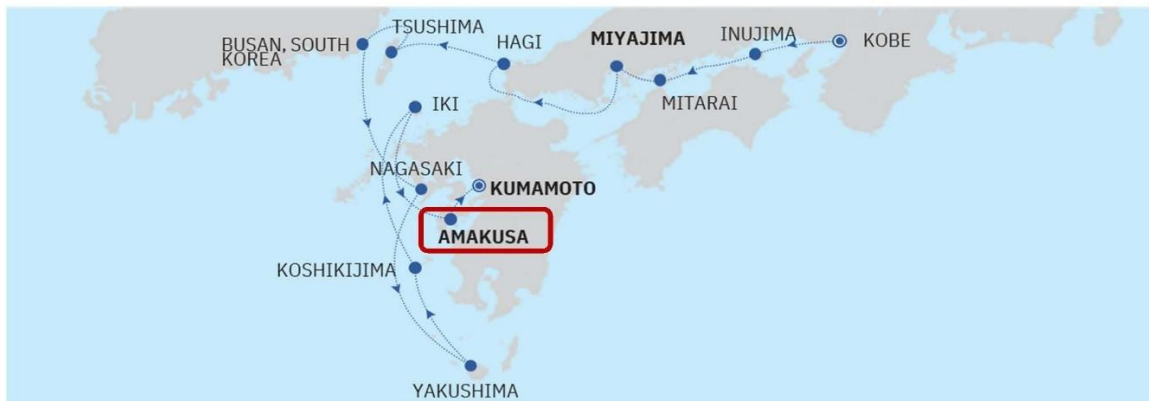 TSUSHIMA
BUSAN, SOUTH
KOREA
HAGI
MIYAJIMA
INUJIMA
KOBE
MITARAI
IKI
NAGASAKI
KUMAMOTO
AMAKUSA
KOSHIKIJIMA
YAKUSHIMA